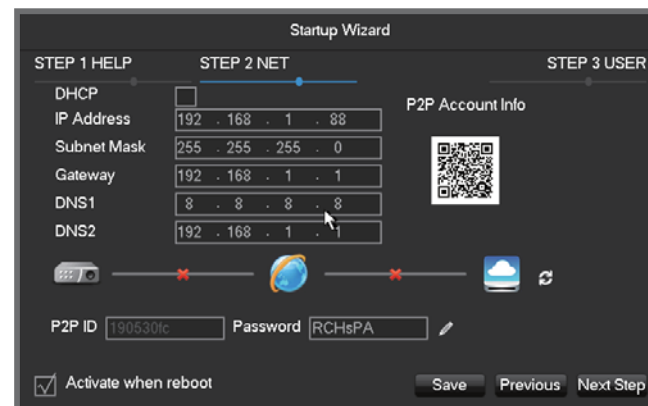 Startup Wizard
STEP 1 HELP STEP 2 NET STEP 3 USER
DHCP
P2P Account Info
IP Address 192 . 168 . 1 . 88
Subnet Mask 255 . 255 . 255 . 0
Gateway 192 . 168 . 1 . 1
DNS1 8 . 8 . 8 . 8
DNS2 192 . 168 . 1 . 1
P2P ID 190530fc Password RCHsPA
Activate when reboot Save Previous Next Step